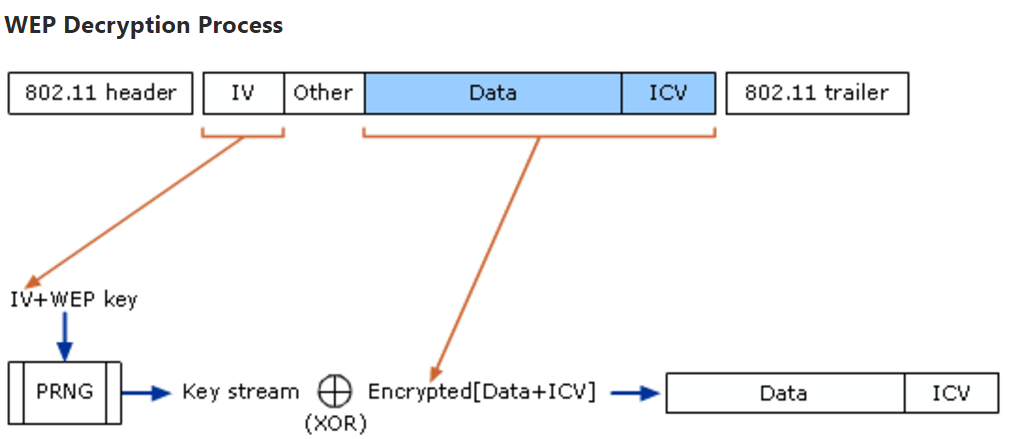 WEP Decryption Process
802.11 header IV Other Data ICV 802.11 trailer
IV+WEP key
PRNG Key stream Encrypted[Data+ICV] Data ICV
(XOR)